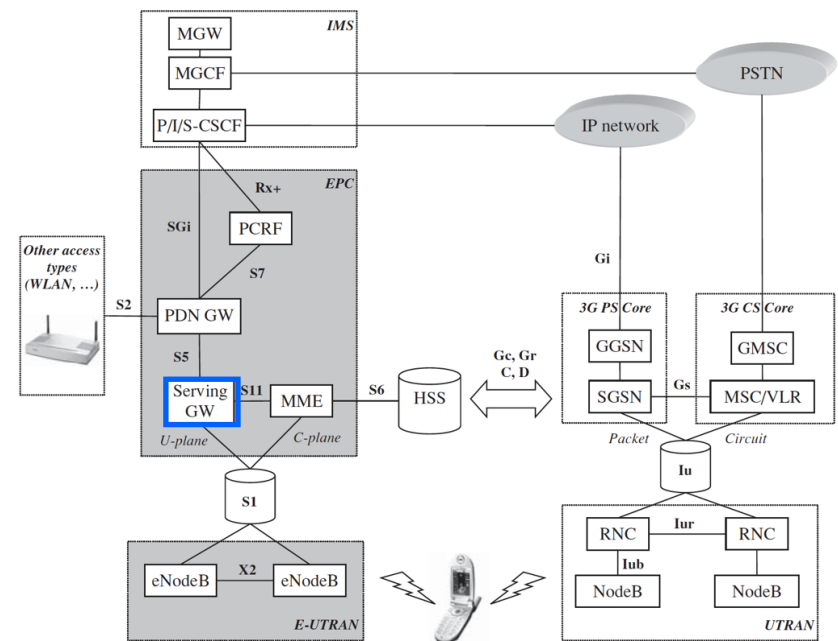 IMS
MGW
MGCF
PSTN
P/I/S-CSCF
IP network
EPC
Rx+
SGi
PCRF
Other access
types
(WLAN, …)
Gi
S7
S2
PDN GW
3G PS Core
3G CS Core
S5
GGSN
GMSC
Gc, Gr
C, D
Serving
GW
S11
MME
S6
HSS
SGSN
Gs
MSC/VLR
U-plane
C-plane
Packet
Circuit
Iu
S1
RNC
Iur
RNC
Iub
eNodeB
X2
eNodeB
NodeB
NodeB
E-UTRAN
UTRAN